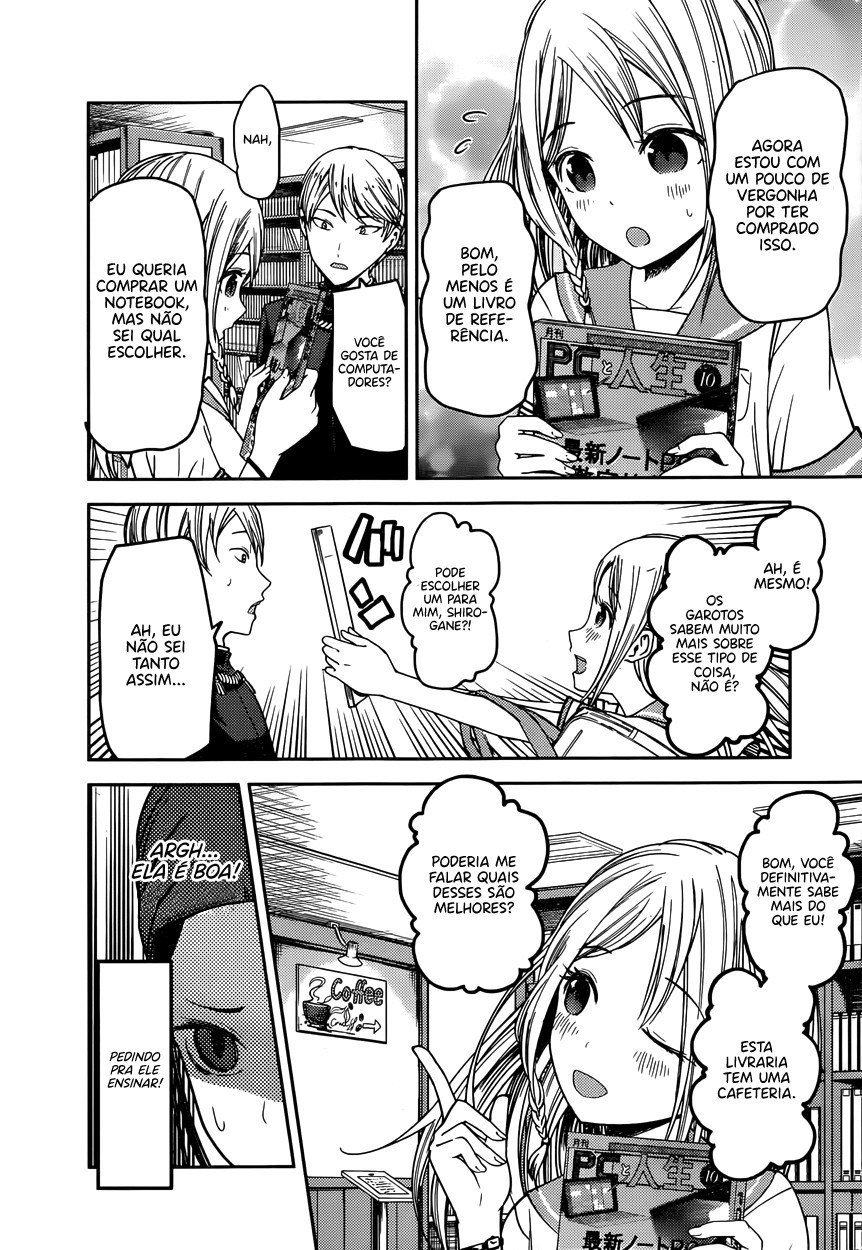 AGORA
ESTOU COM
UM POUCO DE
VERGONHA
POR TER
COMPRADO
ISSO.
BOM,
PELO
MENOS É
UM LIVRO
DE REFE-
RÊNCIA.
月刊
PCと人生
10
最新ノートPC
NAH,
VOCÊ
GOSTA DE
COMPUTA-
DORES?
EU QUERIA
COMPRAR UM
NOTEBOOK,
MAS NÃO
SEI QUAL
ESCOLHER.
AH, É
MESMO!
OS
GAROTOS
SABEM MUITO
MAIS SOBRE
ESSE TIPO DE
COISA,
NÃO É?
PODE
ESCOLHER
UM PARA
MIM, SHIRO-
GANE?!
AH, EU
NÃO SEI
TANTO
ASSIM...
BOM, VOCÊ
DEFINITIVA-
MENTE SABE
MAIS DO
QUE EU!
ESTA
LIVRARIA
TEM UMA
CAFETERIA.
PODERIA ME
FALAR QUAIS
DESSES SÃO
MELHORES?
Coffee
月刊
PCと人生
10
最新ノートPC
ARGH...
ELA É BOA!
PEDINDO
PRA ELE
ENSINAR!